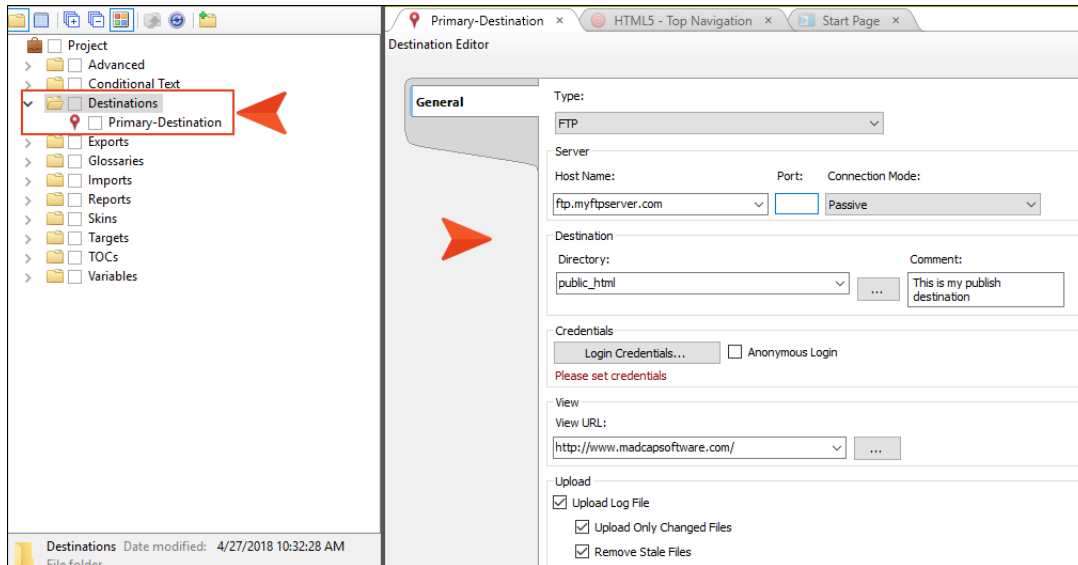 Project
Advanced
Conditional Text
Destinations
Primary-Destination
Exports
Glossaries
Imports
Reports
Skins
Targets
TOCs
Variables
Destinations Date modified: 4/27/2018 10:32:28 AM
File folder
Primary-Destination × HTML5 - Top Navigation × Start Page ×
Destination Editor
General
Type:
FTP
Server
Host Name: Port: Connection Mode:
ftp.myftpserver.com Passive
Destination
Directory: Comment:
public_html ... This is my publish
destination
Credentials
Login Credentials... Anonymous Login
Please set credentials
View
View URL:
http://www.madcapsoftware.com/ ...
Upload
Upload Log File
Upload Only Changed Files
Remove Stale Files